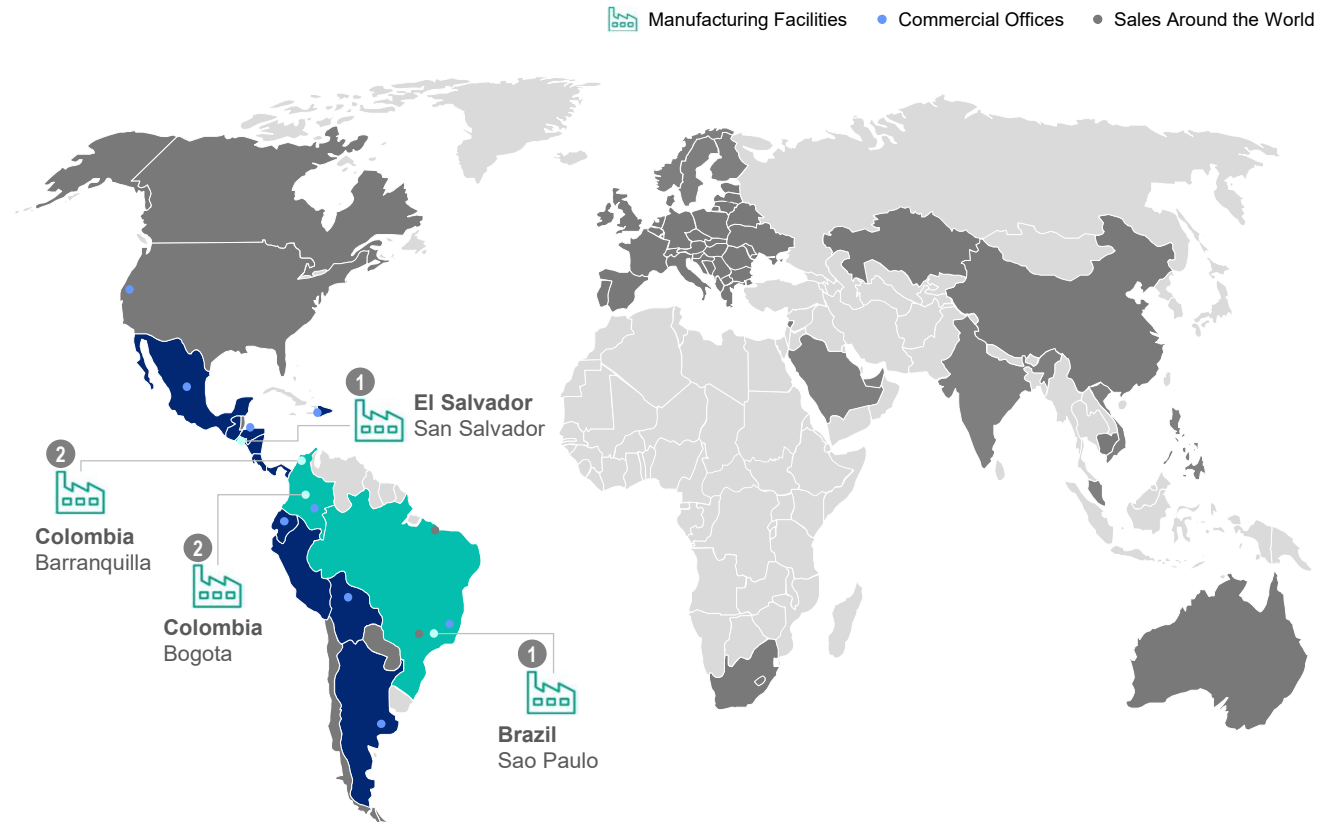 Manufacturing Facilities
Commercial Offices
Sales Around the World
1
El Salvador
San Salvador
2
Colombia
Barranquilla
2
Colombia
Bogota
1
Brazil
Sao Paulo